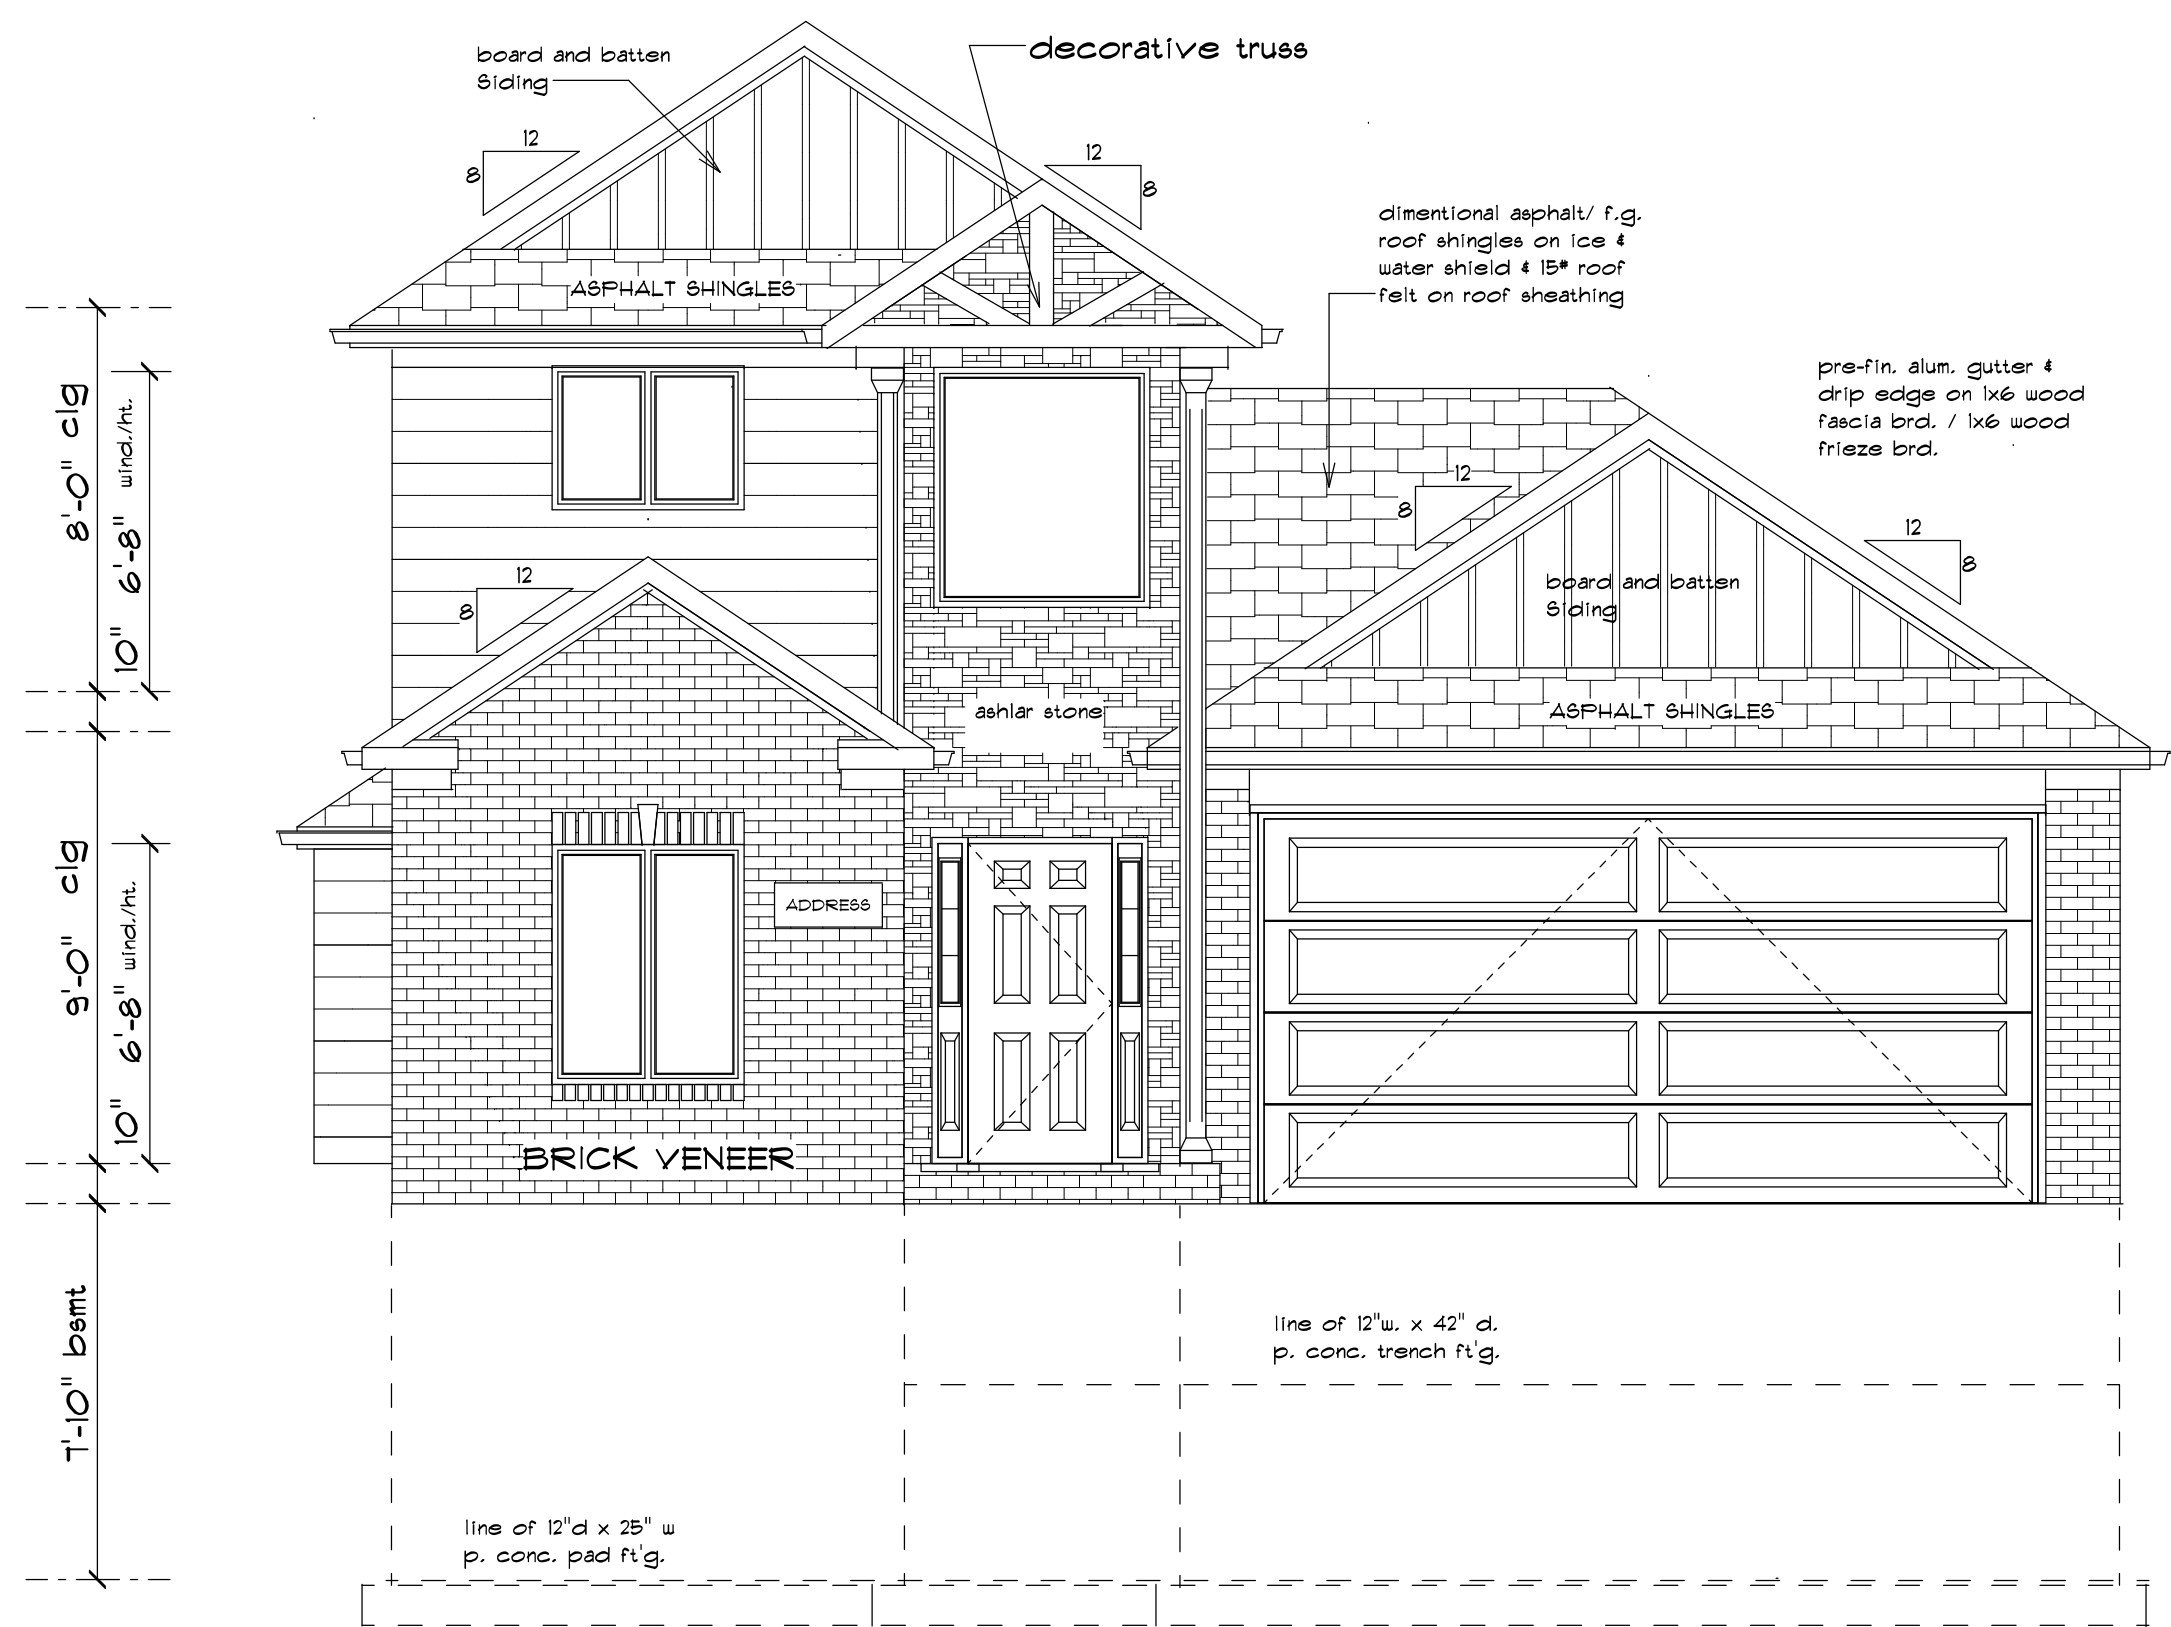 board and batten
Siding
decorative truss
12
8
12
8
dimentional asphalt/ f.g.
roof shingles on ice &
water shield & 15# roof
felt on roof sheathing
ASPHALT SHINGLES
pre-fin. alum. gutter &
drip edge on 1x6 wood
fascia brd. / 1x6 wood
frieze brd.
8'-0" clg
10" 6'-8" wind./ht.
12
8
12
8
12
8
board and batten
Siding
ashlar stone
ASPHALT SHINGLES
9'-0" clg
10" 6'-8" wind./ht.
ADDRESS
BRICK VENEER
7'-10" bsmt
line of 12"w. x 42" d.
p. conc. trench ft'g.
line of 12"d x 25" w
p. conc. pad ft'g.